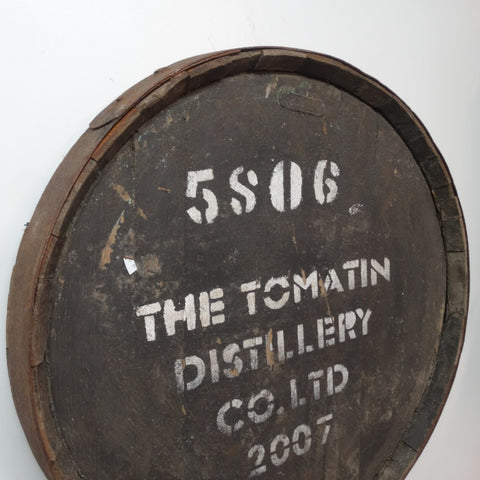 5806
THE TOMATIN
DISTILLERY
CO. LTD
2007